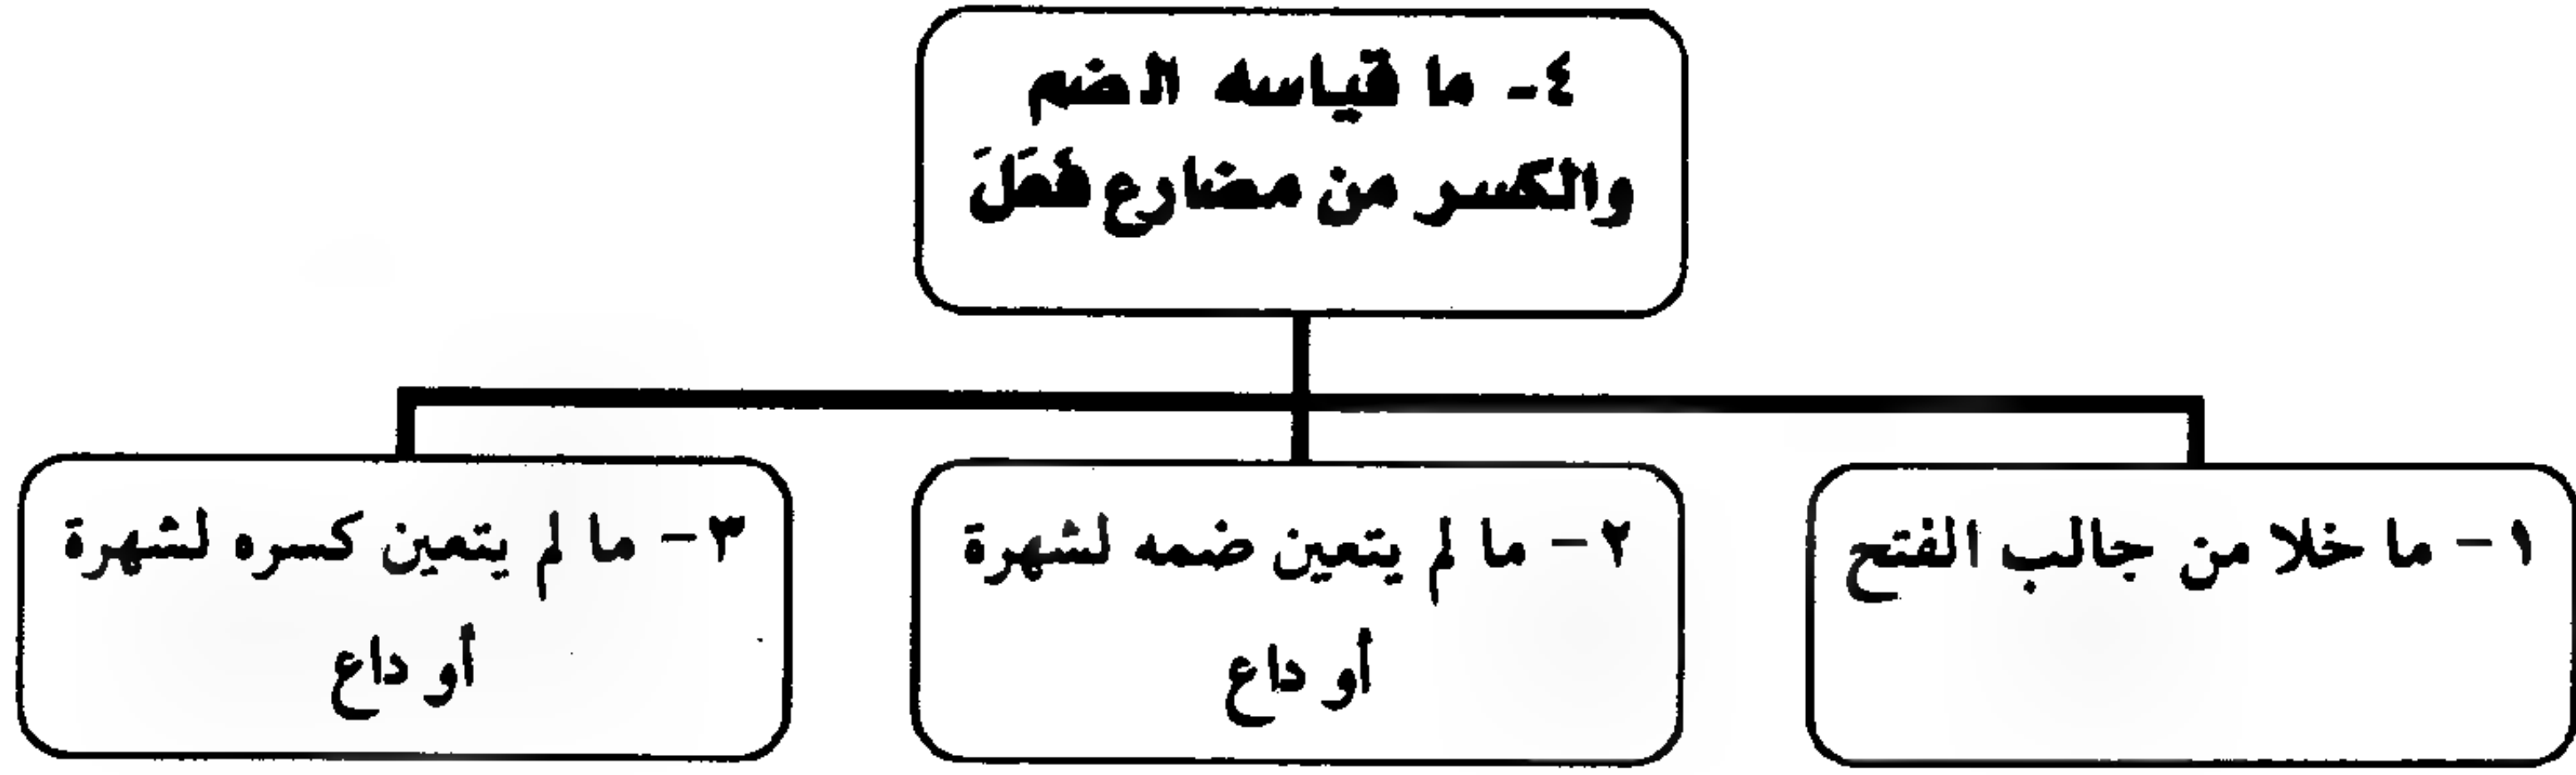 ٤- ما قياسه الضم
والكسر من مضارع فَعَلَ
١ - ما خلا من جالب الفتح
٢ - ما لم يتعين ضمه لشهرة
أو داع
٣ - ما لم يتعين كسره لشهرة
أو داع